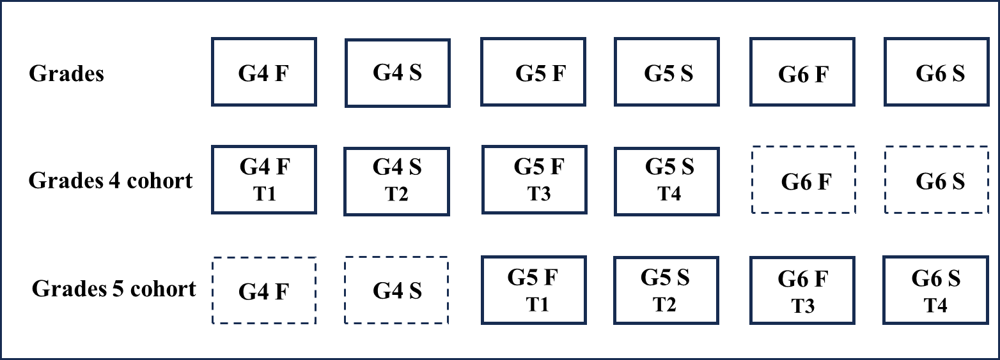 Grades
G4 F
G4 S
G5 F
G5 S
G6 F
G6 S
Grades 4 cohort
G4 F
T1
G4 S
T2
G5 F
T3
G5 S
T4
G6 F
G6 S
Grades 5 cohort
G4 F
G4 S
G5 F
T1
G5 S
T2
G6 F
T3
G6 S
T4